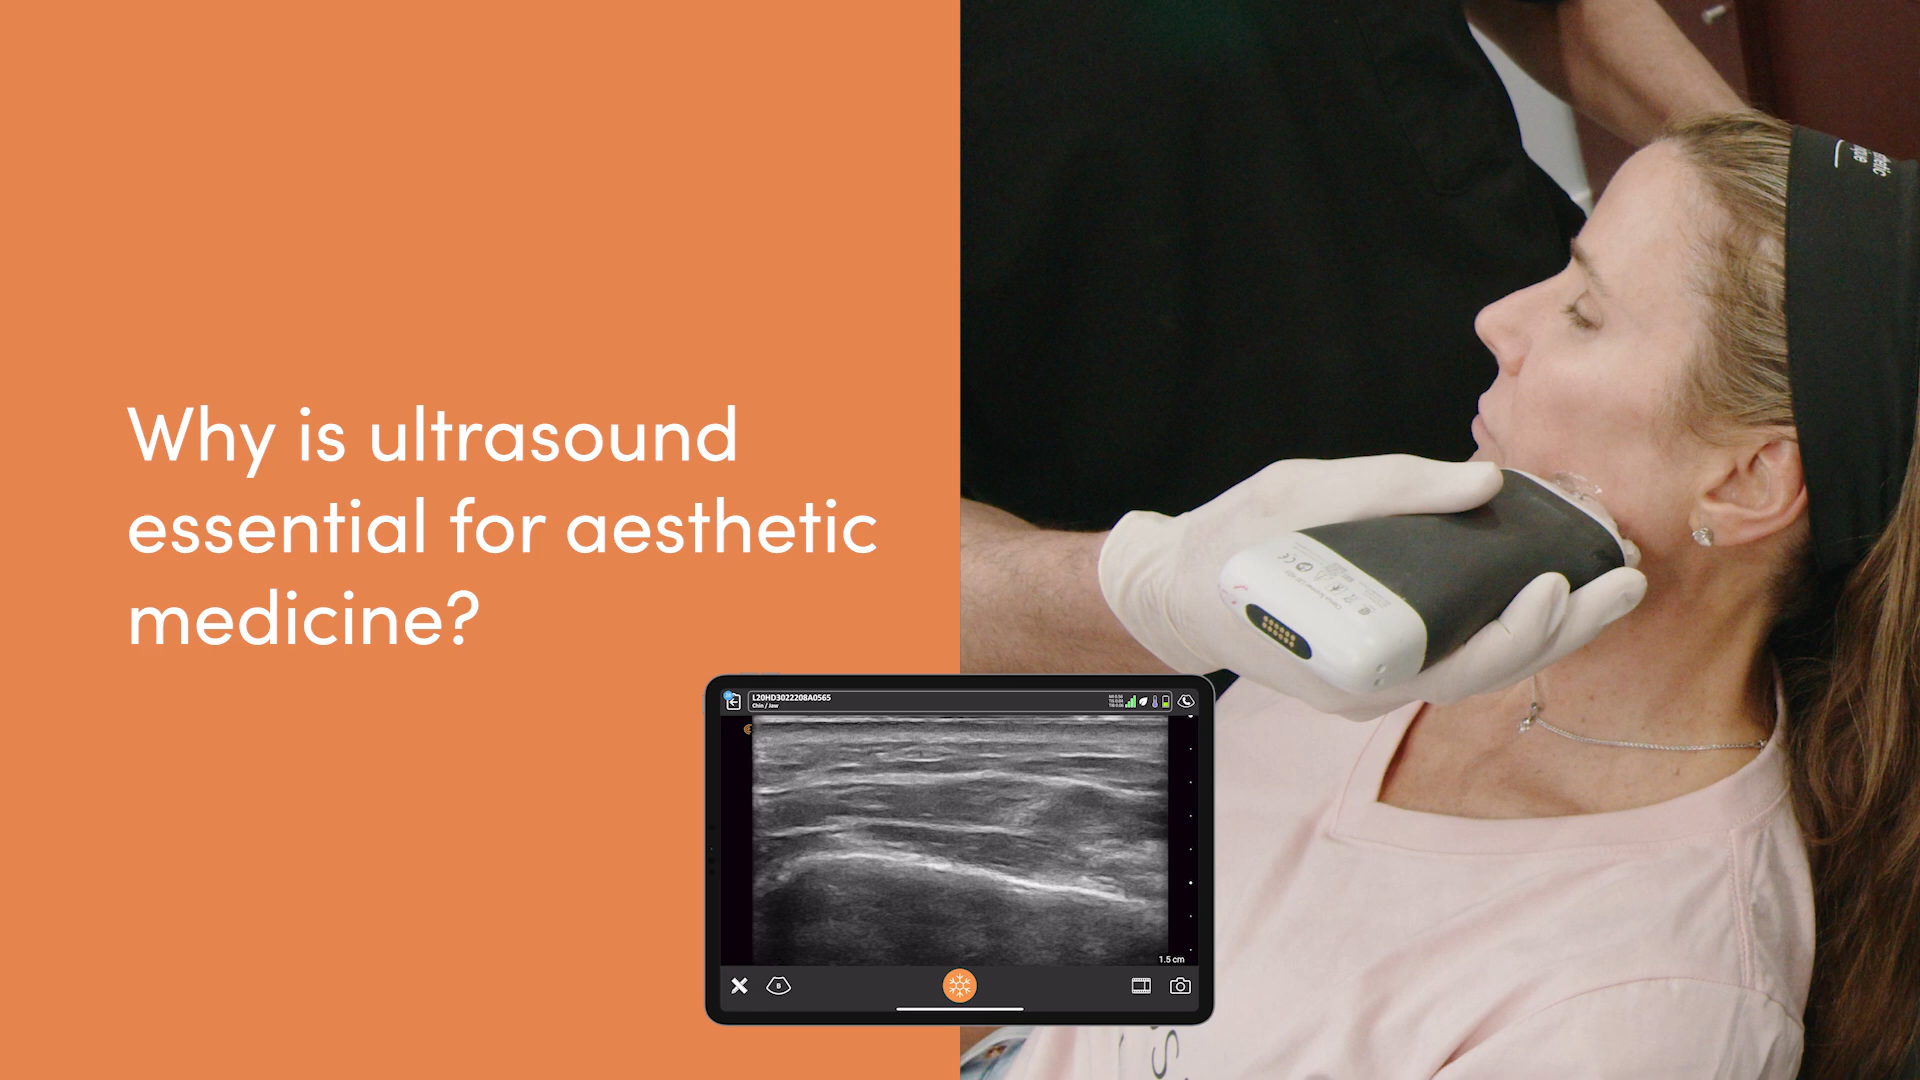 Why is ultrasound
essential for aesthetic
medicine?
L20HD3022208A0565
Chin / Jaw
B
1.5 cm